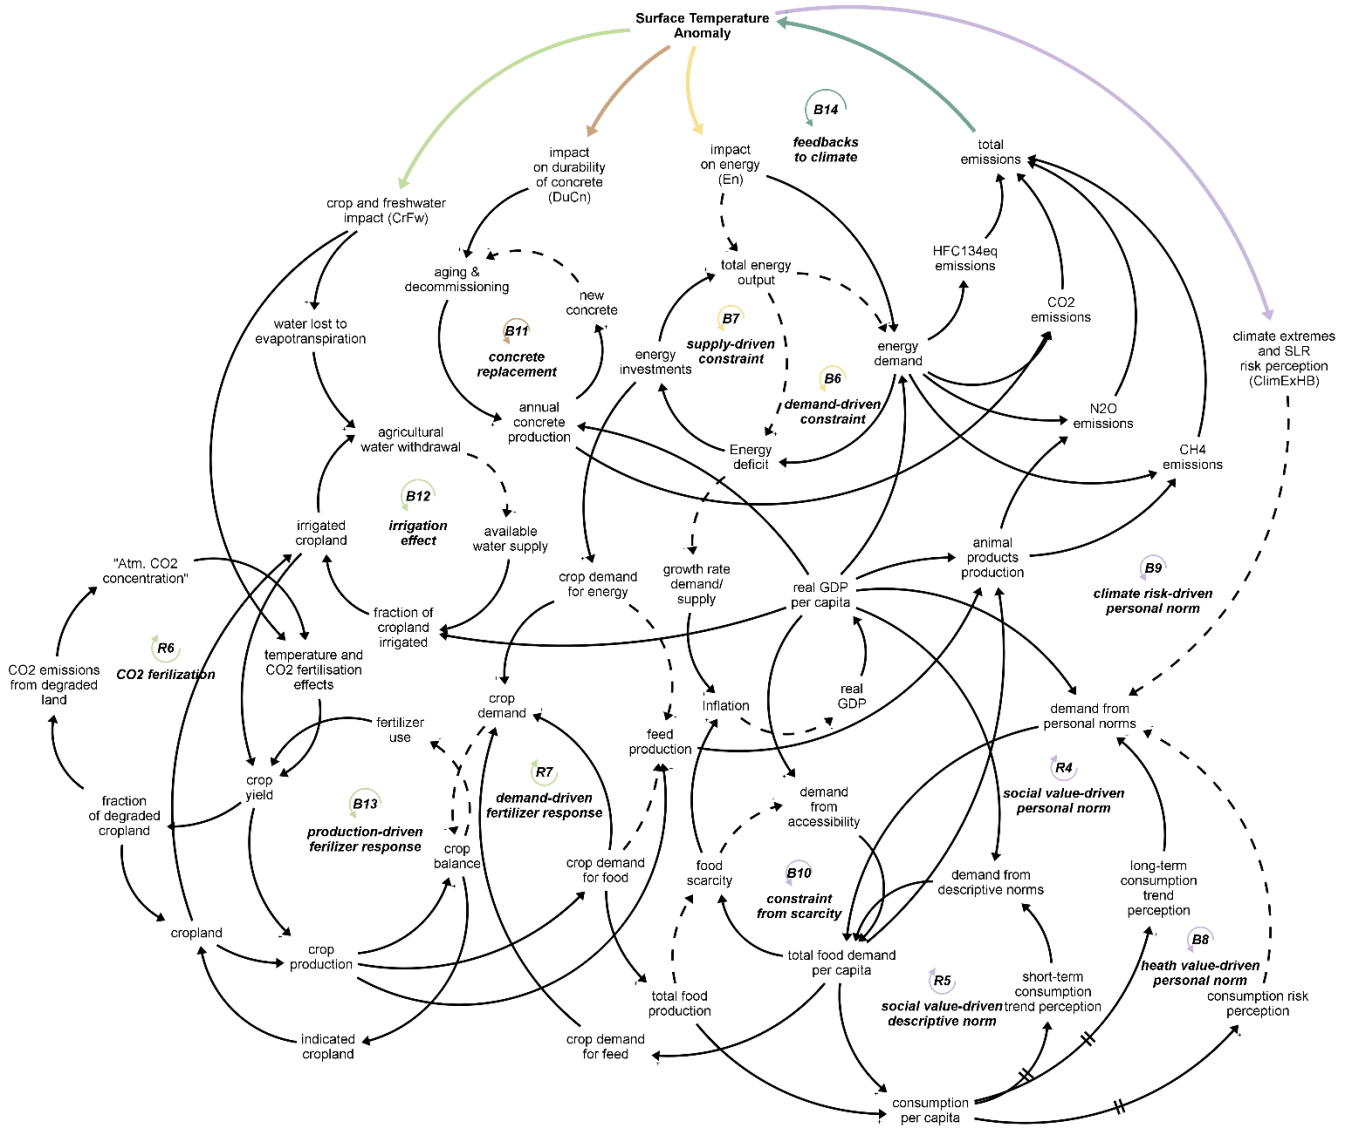 Surface Temperature
Anomaly
B14
feedbacks
to climate
total
emissions
impact
on durability
of concrete
(DuCn)
impact
on energy
(En)
crop and freshwater
impact (CrFw)
HFC134eq
emissions
total energy
output
aging &
decommissioning
new
concrete
CO2
emissions
water lost to
evapotranspiration
B11
concrete
replacement
B7
supply-driven
constraint
energy
investments
energy
demand
climate extremes
and SLR
risk perception
(ClimExHB)
B6
demand-driven
constraint
annual
concrete
production
N2O
emissions
agricultural
water withdrawal
Energy
deficit
CH4
emissions
B12
irrigation
effect
irrigated
cropland
available
water supply
animal
products
production
"Atm. CO2
concentration"
crop demand
for energy
growth rate
demand/
supply
real GDP
per capita
B9
climate risk-driven
personal norm
fraction of
cropland
irrigated
R6
CO2 ferilization
CO2 emissions
from degraded
land
temperature and
CO2 fertilisation
effects
crop
demand
Inflation
real
GDP
demand from
personal norms
fertilizer
use
feed
production
R4
social value-driven
personal norm
crop
yield
R7
demand-driven
fertilizer response
fraction
of degraded
cropland
B13
production-driven
ferilizer response
demand
from
accessibility
crop
balance
crop demand
for food
food
scarcity
B10
constraint
from scarcity
demand from
descriptive norms
long-term
consumption
trend
perception
cropland
crop
production
total food demand
per capita
B8
heath value-driven
personal norm
R5
social value-driven
descriptive norm
short-term
consumption
trend perception
consumption risk
perception
total food
production
indicated
cropland
crop demand
for feed
consumption
per capita